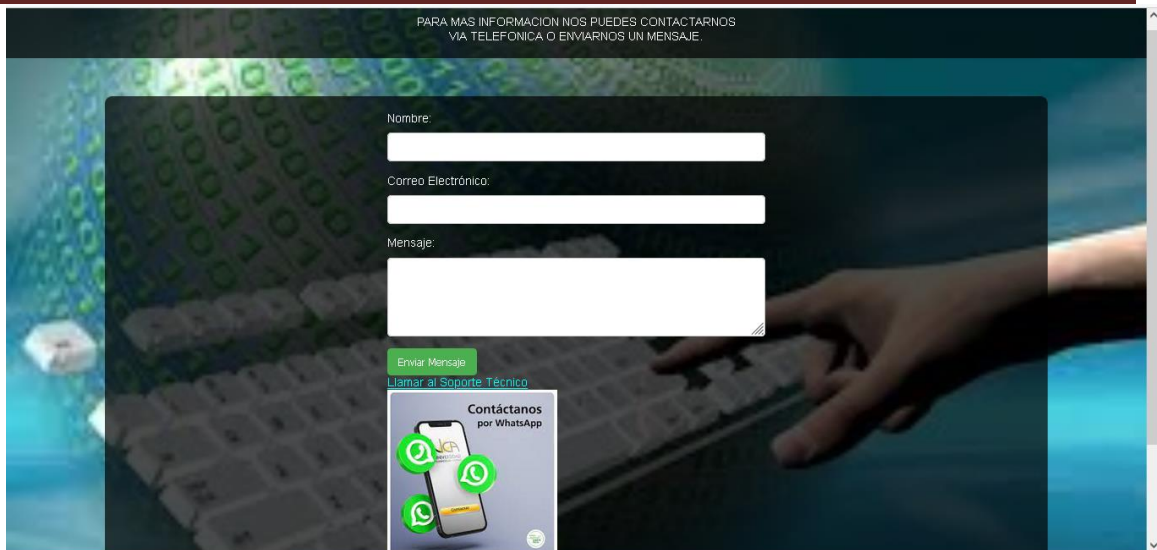 PARA MAS INFORMACION NOS PUEDES CONTACTARNOS
VIA TELEFONICA O ENVIARNOS UN MENSAJE.
Nombre:
Correo Electrónico:
Mensaje:
Enviar Mensaje
Llamar al Soporte Técnico
Contáctanos
por WhatsApp